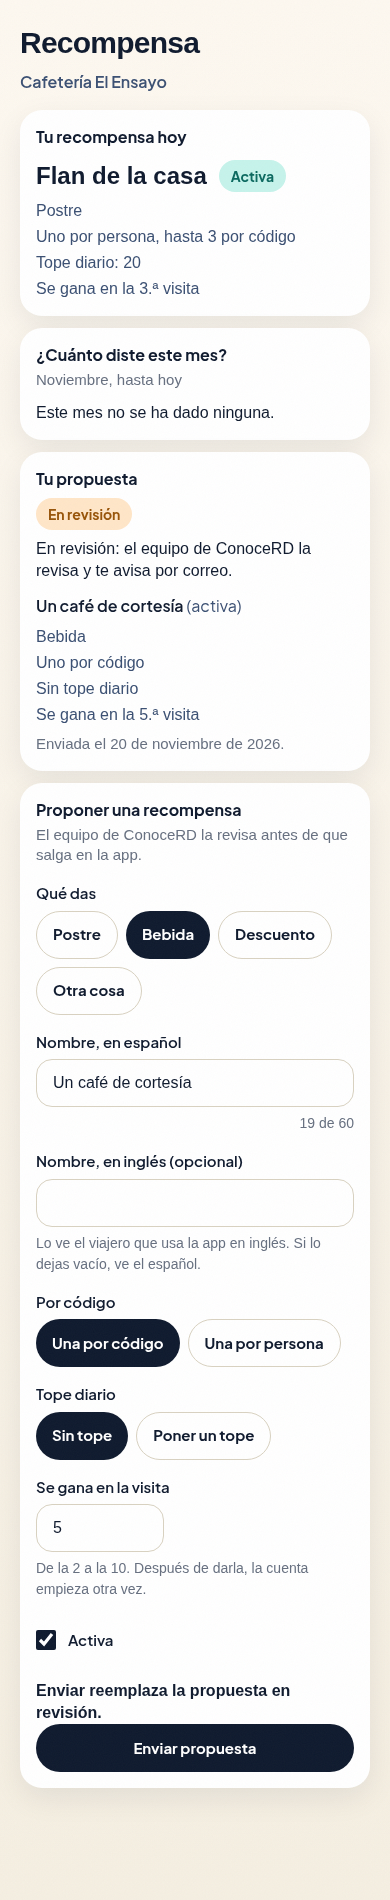 Recompensa
Cafetería El Ensayo
Tu recompensa hoy
Flan de la casa Activa
Postre
Uno por persona, hasta 3 por código
Tope diario: 20
Se gana en la 3.ª visita
¿Cuánto diste este mes?
Noviembre, hasta hoy
Este mes no se ha dado ninguna.
Tu propuesta
En revisión
En revisión: el equipo de ConoceRD la
revisa y te avisa por correo.
Un café de cortesía (activa)
Bebida
Uno por código
Sin tope diario
Se gana en la 5.ª visita
Enviada el 20 de noviembre de 2026.
Proponer una recompensa
El equipo de ConoceRD la revisa antes de que
salga en la app.
Qué das
Postre Bebida Descuento
Otra cosa
Nombre, en español
Un café de cortesía
19 de 60
Nombre, en inglés (opcional)
Lo ve el viajero que usa la app en inglés. Si lo
dejas vacío, ve el español.
Por código
Una por código Una por persona
Tope diario
Sin tope Poner un tope
Se gana en la visita
5
De la 2 a la 10. Después de darla, la cuenta
empieza otra vez.
Activa
Enviar reemplaza la propuesta en
revisión.
Enviar propuesta